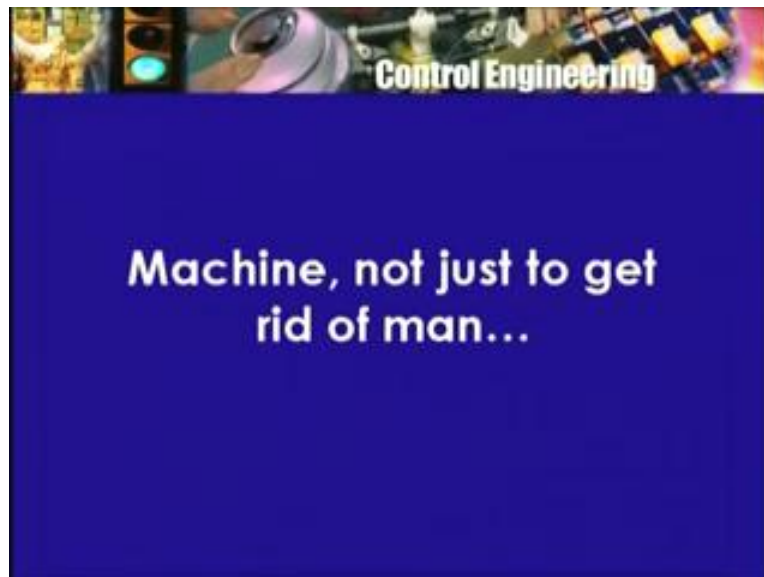 Control Engineering
Machine, not just to get
rid of man...